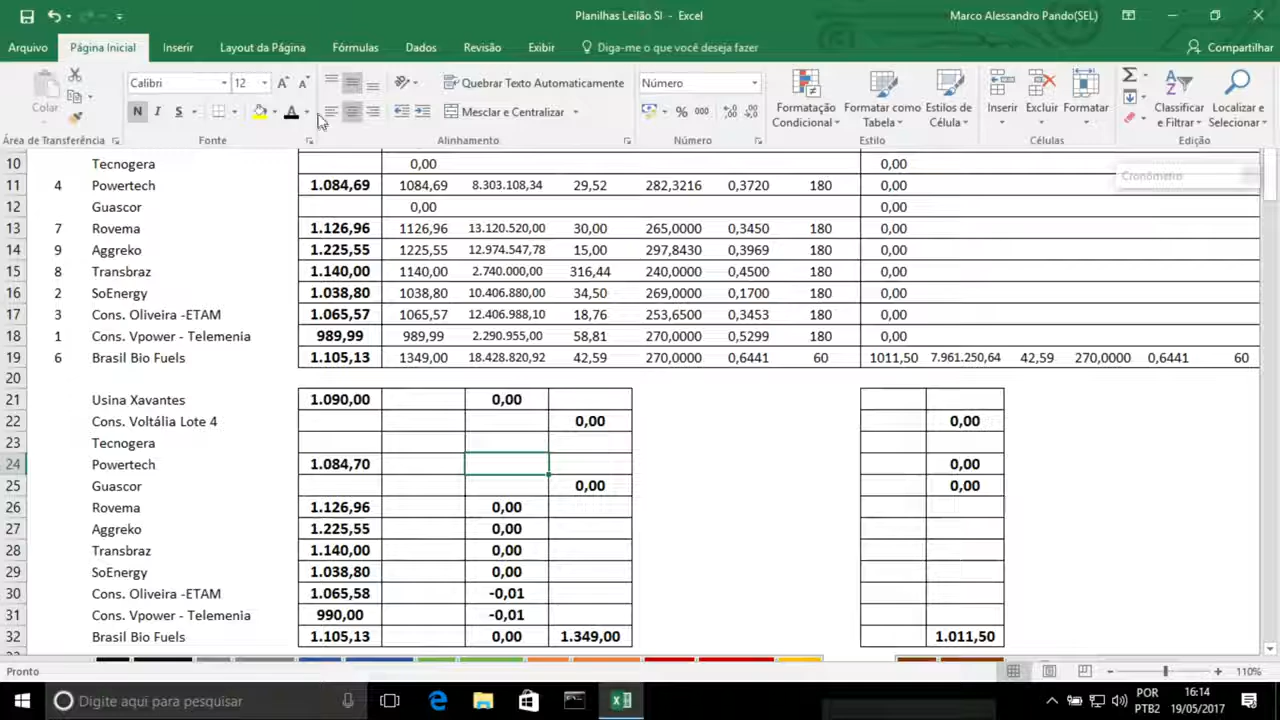 Planilhas Leilão SI - Excel
Marco Alessandro Pando(SEL)
Arquivo Página Inicial Inserir Layout da Página Fórmulas Dados Revisão Exibir Diga-me o que você deseja fazer Compartilhar
Colar
Calibri 12
N I S
Quebrar Texto Automaticamente
Mesclar e Centralizar
Número
% 000
Formatação Condicional
Formatar como Tabela
Estilos de Célula
Inserir Excluir Formatar
Classificar e Filtrar
Localizar e Selecionar
Área de Transferência Fonte Alinhamento Número Estilo Células Edição
Cronômetro
10 Tecnogera 0,00 0,00
11 4 Powertech 1.084,69 1084,69 8.303.108,34 29,52 282,3216 0,3720 180 0,00
12 Guascor 0,00 0,00
13 7 Rovema 1.126,96 1126,96 13.120.520,00 30,00 265,0000 0,3450 180 0,00
14 9 Aggreko 1.225,55 1225,55 12.974.547,78 15,00 297,8430 0,3969 180 0,00
15 8 Transbraz 1.140,00 1140,00 2.740.000,00 316,44 240,0000 0,4500 180 0,00
16 2 SoEnergy 1.038,80 1038,80 10.406.880,00 34,50 269,0000 0,1700 180 0,00
17 3 Cons. Oliveira -ETAM 1.065,57 1065,57 12.406.988,10 18,76 253,6500 0,3453 180 0,00
18 1 Cons. Vpower - Telemenia 989,99 989,99 2.290.955,00 58,81 270,0000 0,5299 180 0,00
19 6 Brasil Bio Fuels 1.105,13 1349,00 18.428.820,92 42,59 270,0000 0,6441 60 1011,50 7.961.250,64 42,59 270,0000 0,6441 60
20
21 Usina Xavantes 1.090,00 0,00
22 Cons. Voltália Lote 4 0,00 0,00
23 Tecnogera
24 Powertech 1.084,70 0,00
25 Guascor 0,00 0,00
26 Rovema 1.126,96 0,00
27 Aggreko 1.225,55 0,00
28 Transbraz 1.140,00 0,00
29 SoEnergy 1.038,80 0,00
30 Cons. Oliveira -ETAM 1.065,58 -0,01
31 Cons. Vpower - Telemenia 990,00 -0,01
32 Brasil Bio Fuels 1.105,13 0,00 1.349,00 1.011,50
Pronto
110%
Digite aqui para pesquisar
POR 16:14
PTB2 19/05/2017